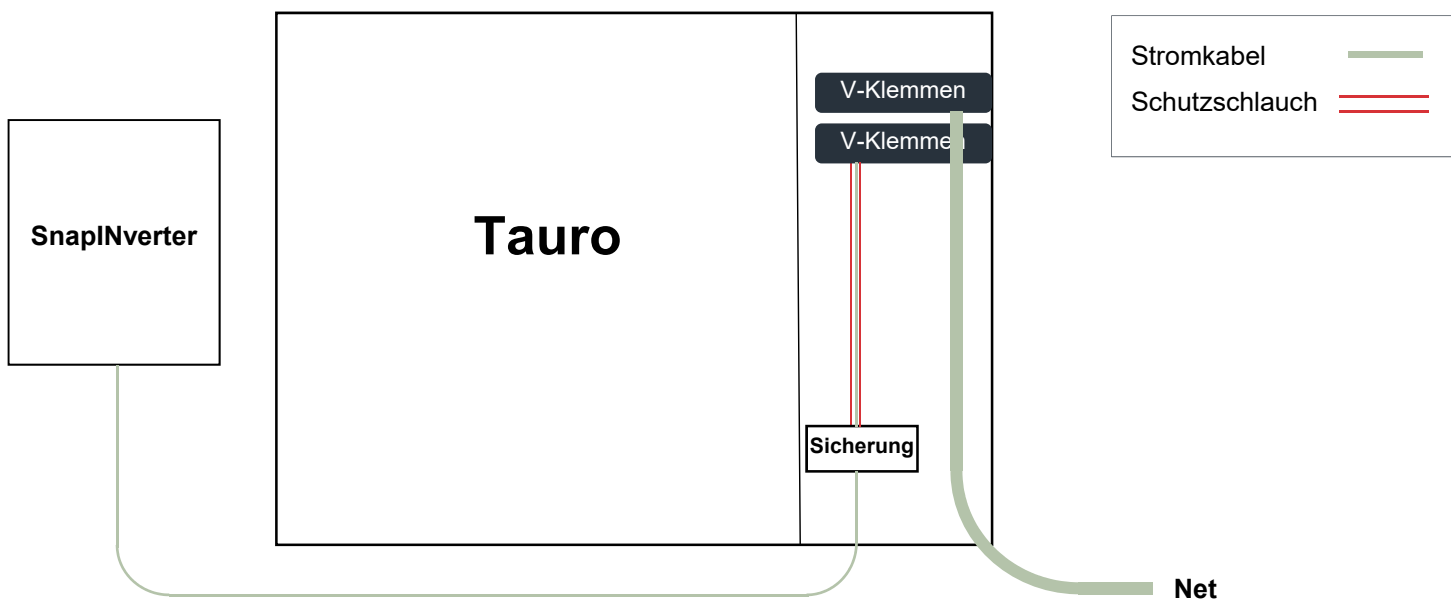 Stromkabel
Schutzschlauch
V-Klemmen
V-Klemmen
SnapINverter
Tauro
Sicherung
Net